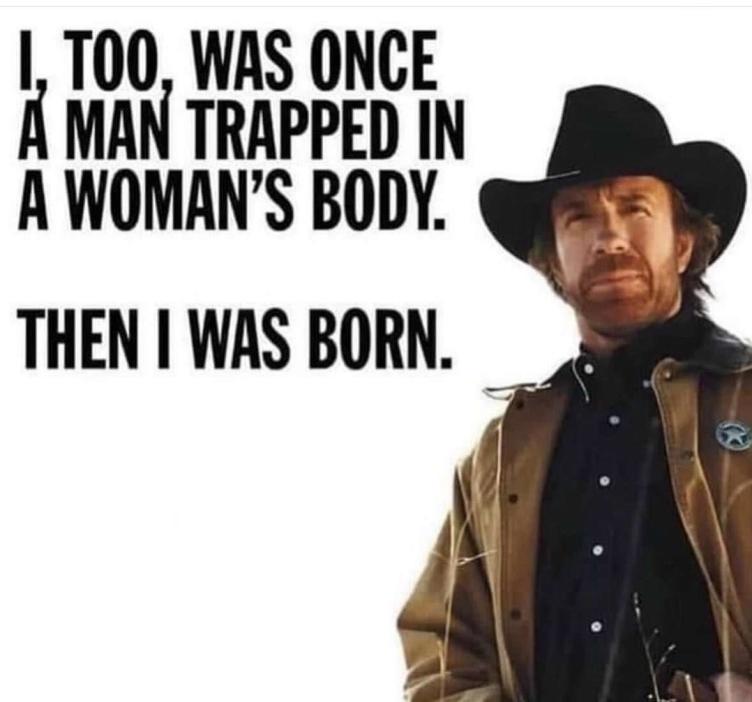 I, TOO, WAS ONCE
A MAN TRAPPED IN
A WOMAN'S BODY.
THEN I WAS BORN.